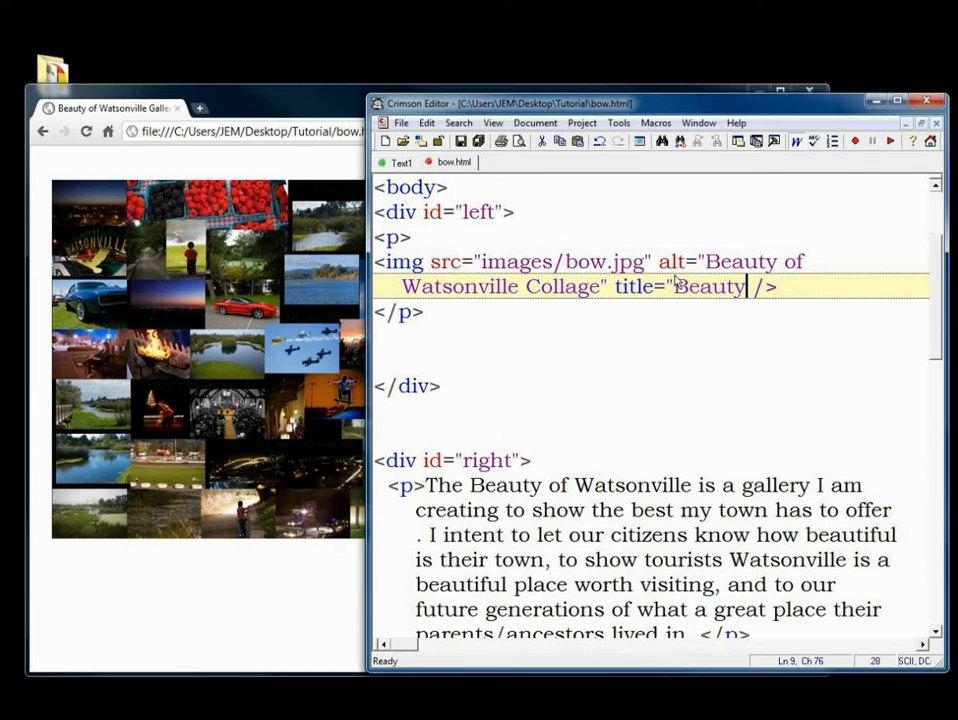 Beauty of Watsonville Galle
file:///C:/Users/JEM/Desktop/Tutorial/bow.h
WATSONVILLE
Crimson Editor - [C:\Users\JEM\Desktop\Tutorial\bow.html]
File Edit Search View Document Project Tools Macros Window Help
Text1 bow.html
<body>
<div id="left">
<p>
<img src="images/bow.jpg" alt="Beauty of
Watsonville Collage" title="Beauty />
</p>
</div>
<div id="right">
<p>The Beauty of Watsonville is a gallery I am
creating to show the best my town has to offer
. I intent to let our citizens know how beautiful
is their town, to show tourists Watsonville is a
beautiful place worth visiting, and to our
future generations of what a great place their
parents/ancestors lived in. </p>
Ready
Ln 9, Ch 76
28
SCII, DC